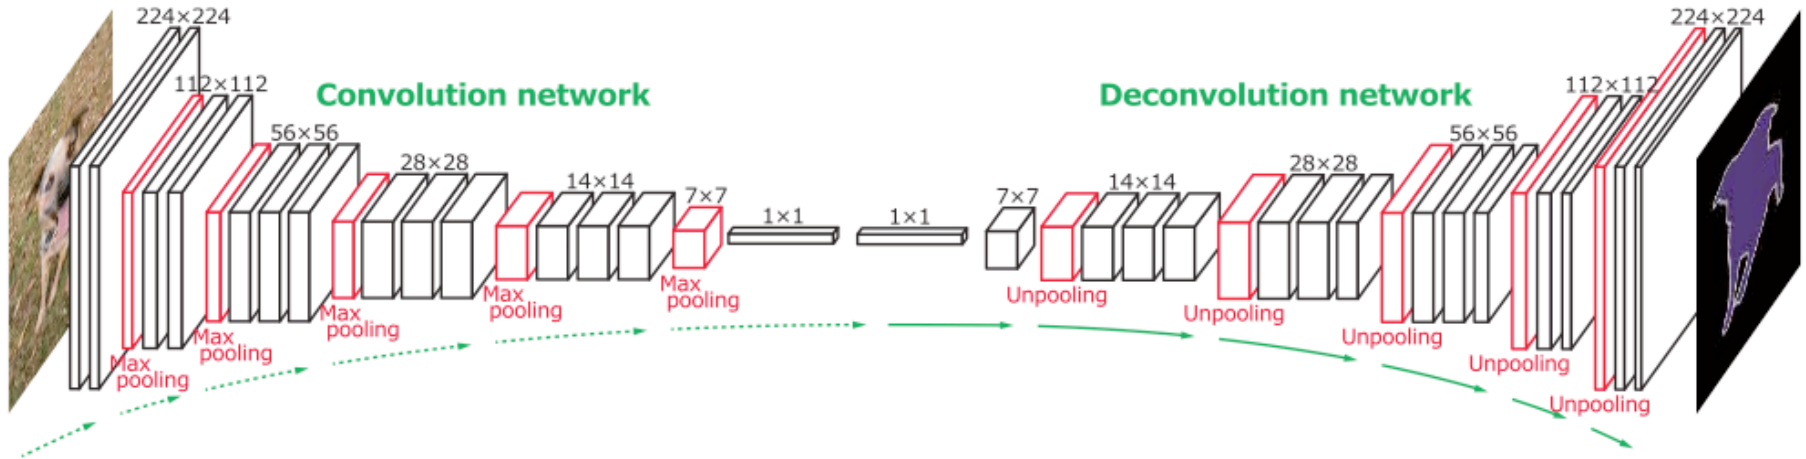 224×224
112×112
Convolution network
56×56
28×28
14×14
7×7
1×1
1×1
7×7
14×14
28×28
56×56
112×112
224×224
Deconvolution network
Max
pooling
Max
pooling
Max
pooling
Max
pooling
Max
pooling
Unpooling
Unpooling
Unpooling
Unpooling
Unpooling